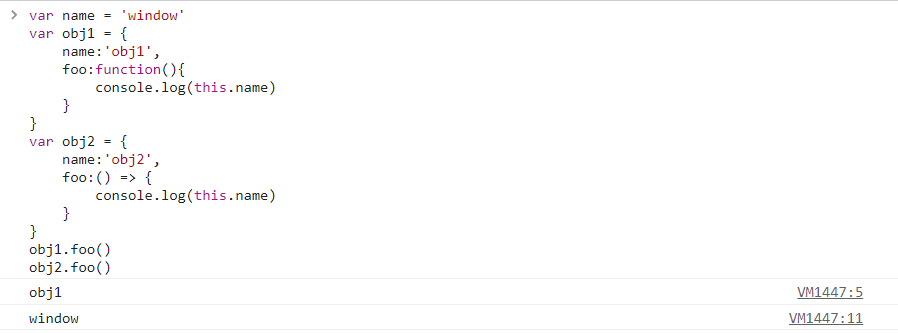 var name = 'window'
var obj1 = {
    name:'obj1',
    foo:function(){
        console.log(this.name)
    }
}
var obj2 = {
    name:'obj2',
    foo:() => {
        console.log(this.name)
    }
}
obj1.foo()
obj2.foo()
obj1 VM1447:5
window VM1447:11